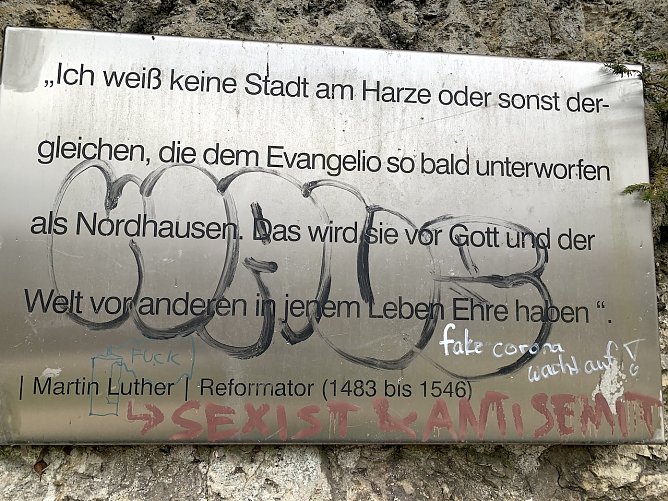 „Ich weiß keine Stadt am Harze oder sonst der-
gleichen, die dem Evangelio so bald unterworfen
als Nordhausen. Das wird sie vor Gott und der
Welt vor anderen in jenem Leben Ehre haben “.
fake corona
wacht auf!
FUCK
| Martin Luther | Reformator (1483 bis 1546)
SEXIST & ANTISEMIT